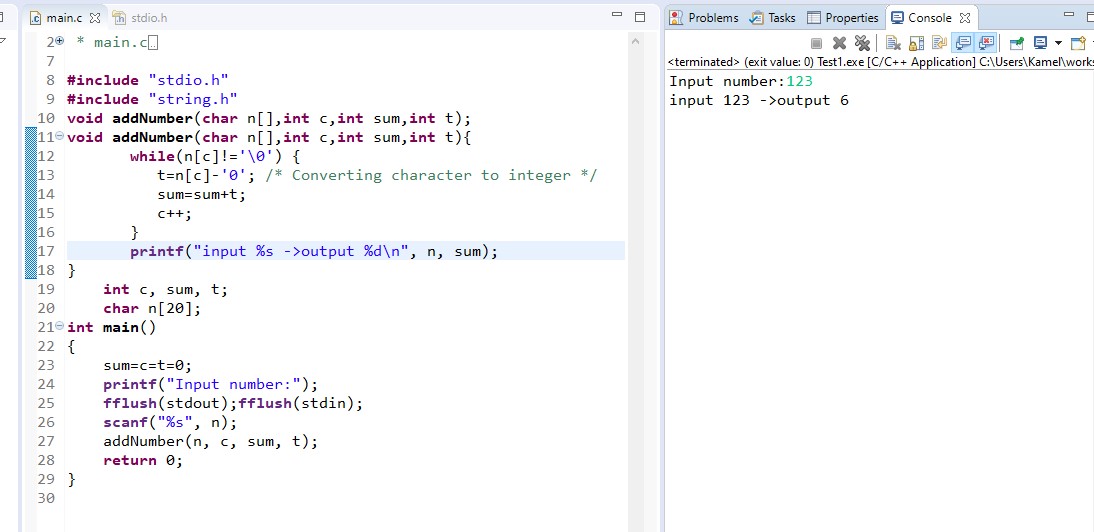 main.c
stdio.h
2 * main.c
7
8 #include "stdio.h"
9 #include "string.h"
10 void addNumber(char n[],int c,int sum,int t);
11 void addNumber(char n[],int c,int sum,int t){
12 while(n[c]!='\0') {
13 t=n[c]-'0'; /* Converting character to integer */
14 sum=sum+t;
15 c++;
16 }
17 printf("input %s ->output %d\n", n, sum);
18 }
19 int c, sum, t;
20 char n[20];
21 int main()
22 {
23 sum=c=t=0;
24 printf("Input number:");
25 fflush(stdout);fflush(stdin);
26 scanf("%s", n);
27 addNumber(n, c, sum, t);
28 return 0;
29 }
30
Problems Tasks Properties Console
<terminated> (exit value: 0) Test1.exe [C/C++ Application] C:\Users\Kamel\works
Input number:123
input 123 ->output 6